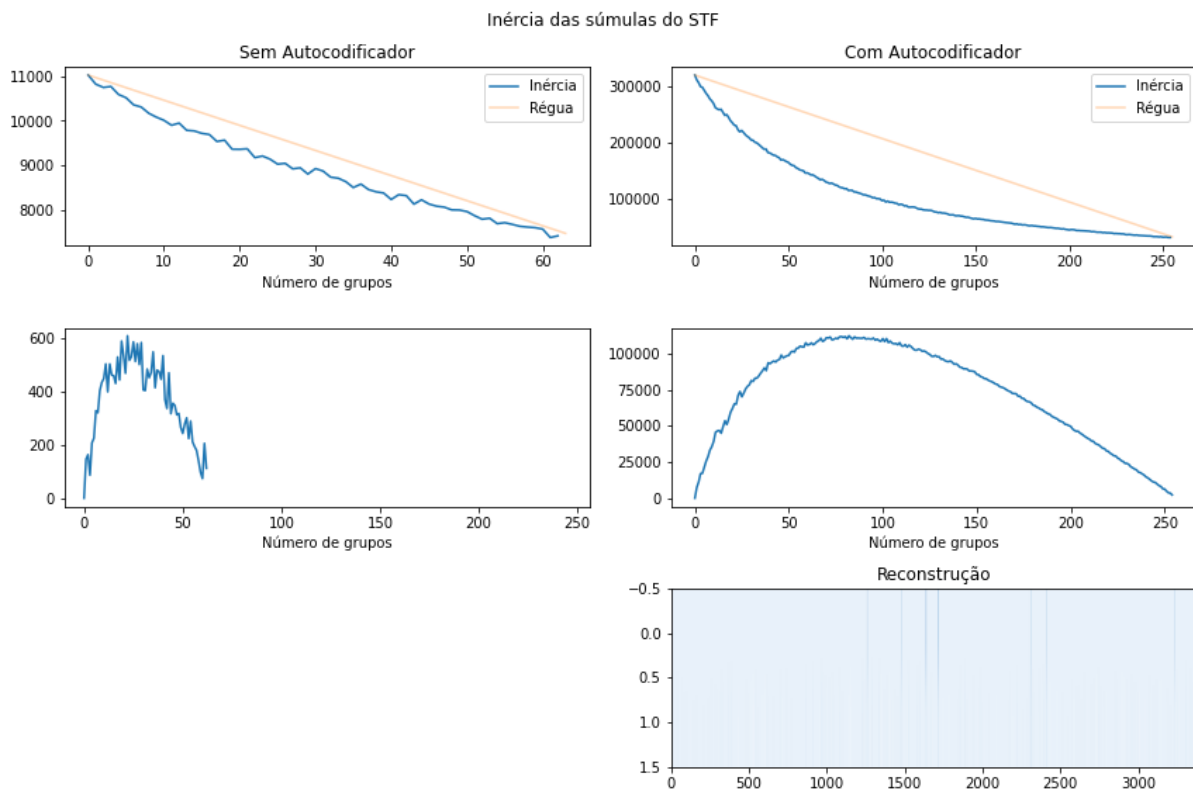 Inércia das súmulas do STF
Sem Autocodificador
11000
10000
9000
8000
Inércia
Régua
0 10 20 30 40 50 60
Número de grupos
Com Autocodificador
300000
200000
100000
Inércia
Régua
0 50 100 150 200 250
Número de grupos
600
400
200
0
0 50 100 150 200 250
Número de grupos
100000
75000
50000
25000
0
0 50 100 150 200 250
Número de grupos
Reconstrução
−0.5
0.0
0.5
1.0
1.5
0 500 1000 1500 2000 2500 3000